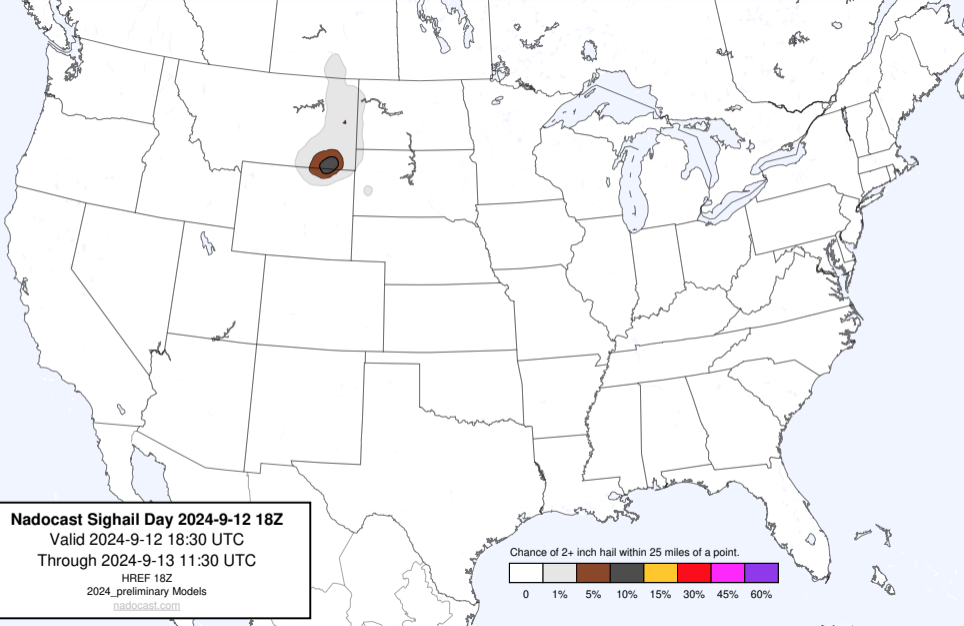 Nadocast Sighail Day 2024-9-12 18Z
Valid 2024-9-12 18:30 UTC
Through 2024-9-13 11:30 UTC
HREF 18Z
2024_preliminary Models
nadocast.com
Chance of 2+ inch hail within 25 miles of a point.
0 1% 5% 10% 15% 30% 45% 60%